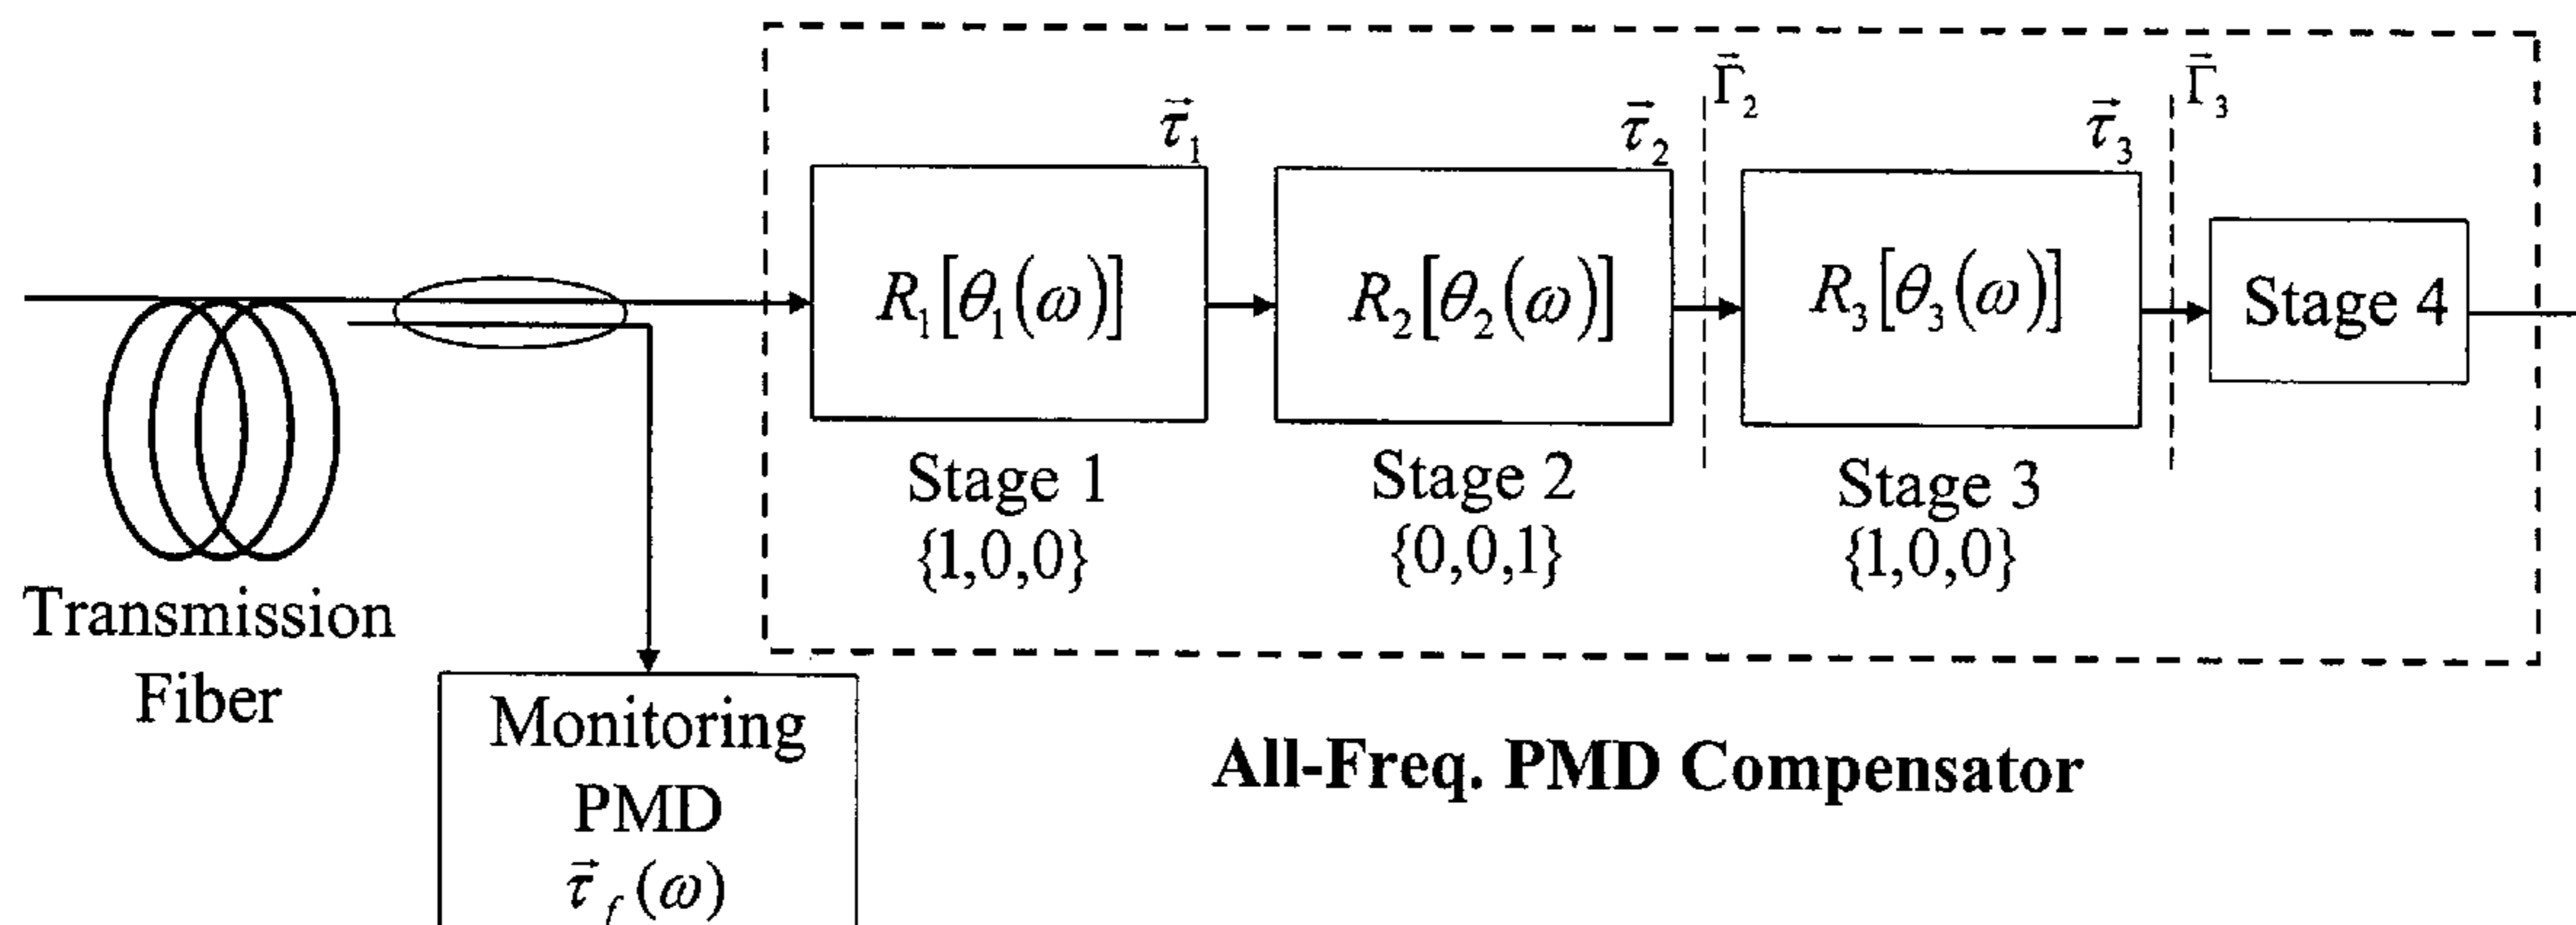 Γ⃗₂
Γ⃗₃
τ⃗₁
τ⃗₂
τ⃗₃
R₁[θ₁(ω)]
R₂[θ₂(ω)]
R₃[θ₃(ω)]
Stage 4
Stage 1
{1,0,0}
Stage 2
{0,0,1}
Stage 3
{1,0,0}
Transmission
Fiber
Monitoring
PMD
τ⃗_f(ω)
All-Freq. PMD Compensator